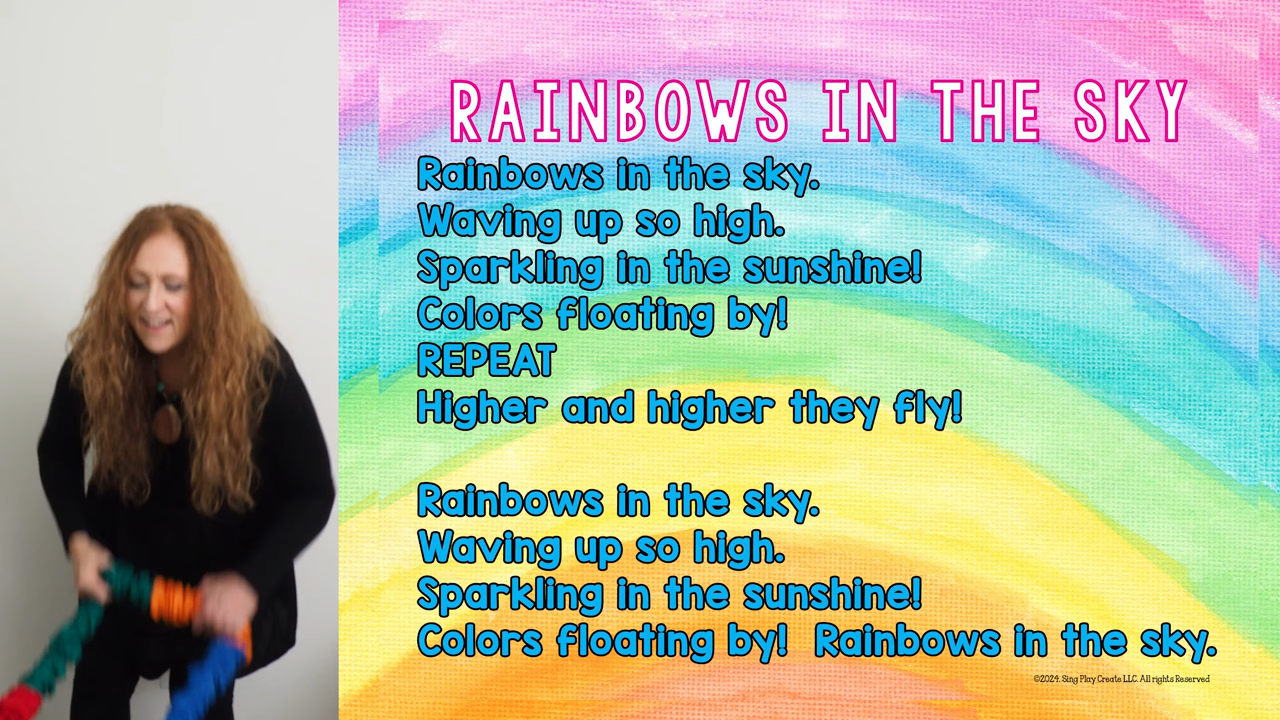 RAINBOWS IN THE SKY
Rainbows in the sky.
Waving up so high.
Sparkling in the sunshine!
Colors floating by!
REPEAT
Higher and higher they fly!
Rainbows in the sky.
Waving up so high.
Sparkling in the sunshine!
Colors floating by!  Rainbows in the sky.
©2024. Sing Play Create LLC. All rights Reserved